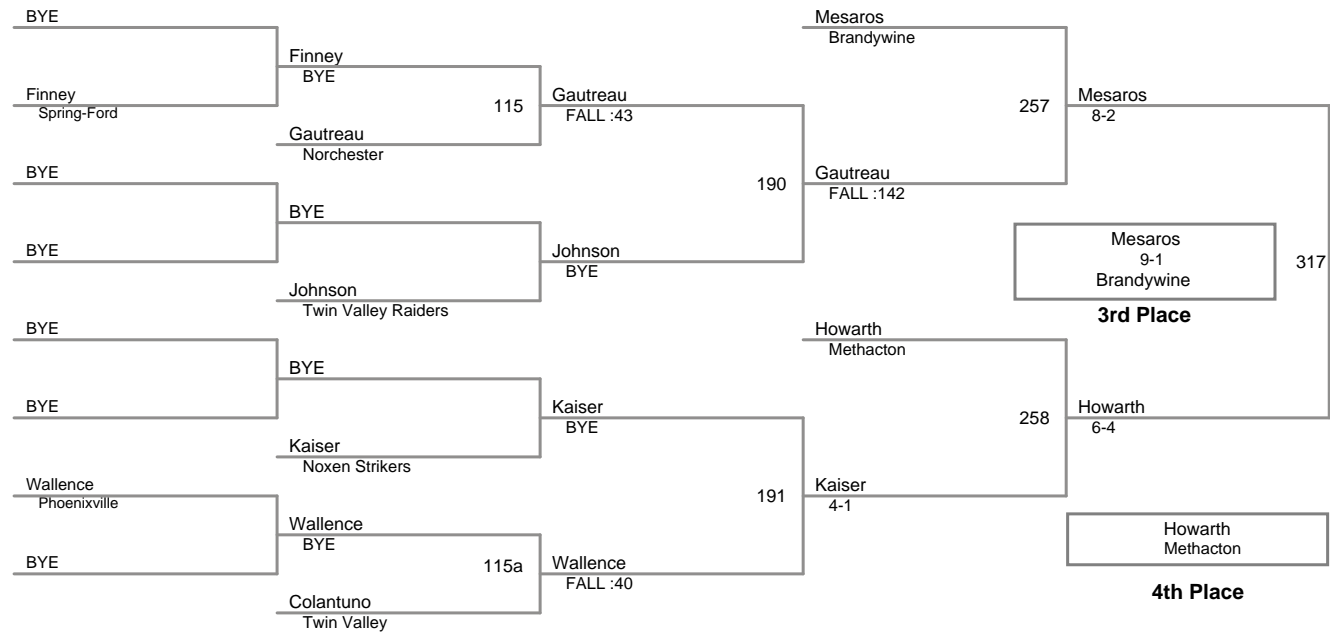 BYE
Finney
Spring-Ford
BYE
BYE
BYE
BYE
Wallence
Phoenixville
BYE
Finney
BYE
Gautreau
Norchester
BYE
Johnson
Twin Valley Raiders
BYE
Kaiser
Noxen Strikers
Wallence
BYE
Colantuno
Twin Valley
115
115a
Gautreau
FALL :43
Johnson
BYE
Kaiser
BYE
Wallence
FALL :40
190
191
Mesaros
Brandywine
Gautreau
FALL :142
Howarth
Methacton
Kaiser
4-1
257
258
Mesaros
8-2
Howarth
6-4
317
Mesaros
9-1
Brandywine
3rd Place
Howarth
Methacton
4th Place